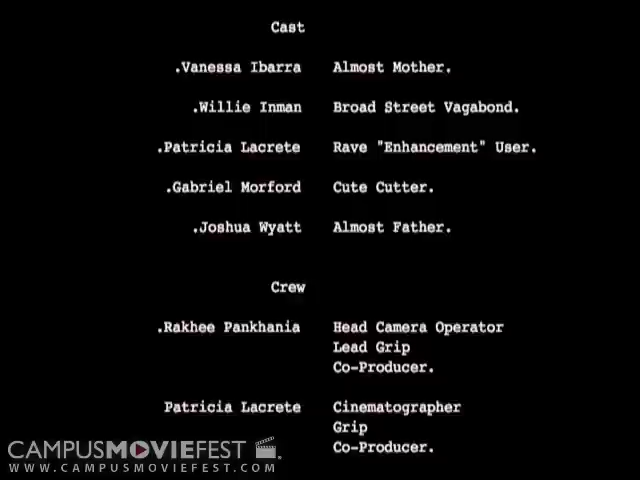 Cast
.Vanessa Ibarra Almost Mother.
.Willie Inman Broad Street Vagabond.
.Patricia Lacrete Rave "Enhancement" User.
.Gabriel Morford Cute Cutter.
.Joshua Wyatt Almost Father.
Crew
.Rakhee Pankhania Head Camera Operator
Lead Grip
Co-Producer.
Patricia Lacrete Cinematographer
Grip
Co-Producer.
CAMPUSMOVIEFEST
WWW.CAMPUSMOVIEFEST.COM